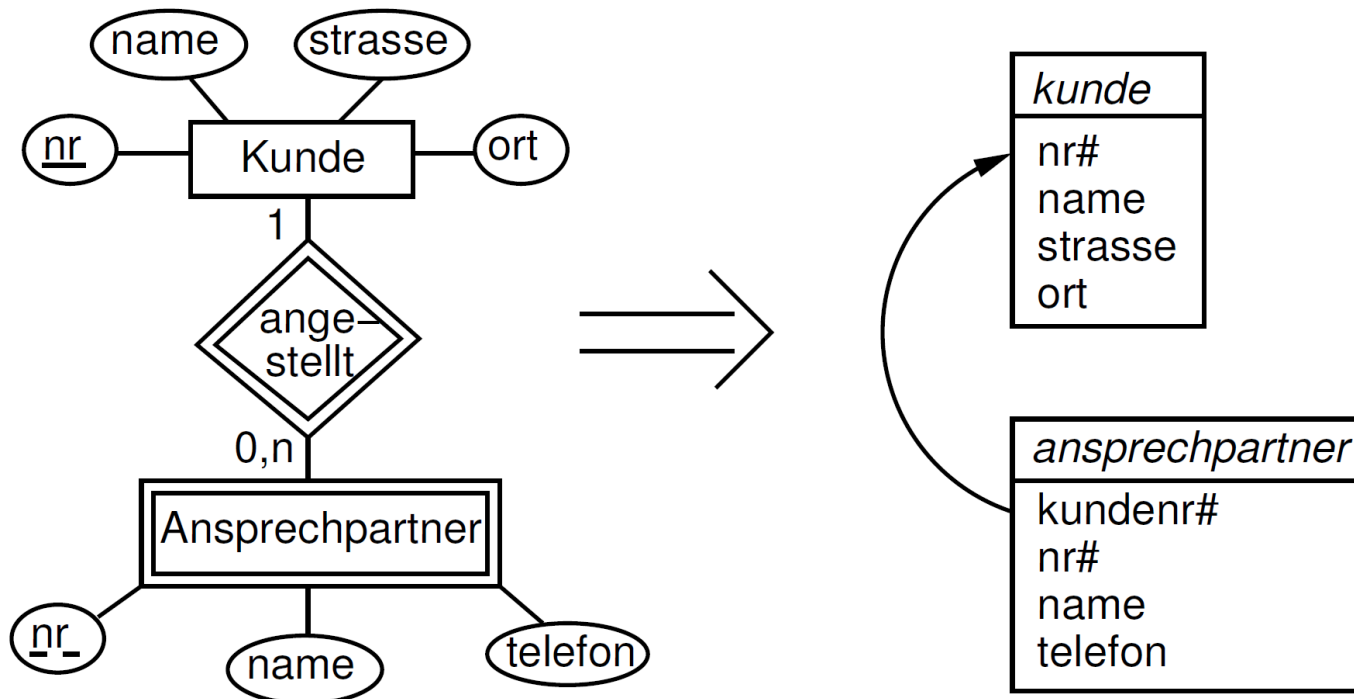 name
strasse
nr
Kunde
ort
1
ange–
stellt
0,n
Ansprechpartner
nr
name
telefon
kunde
nr#
name
strasse
ort
ansprechpartner
kundenr#
nr#
name
telefon